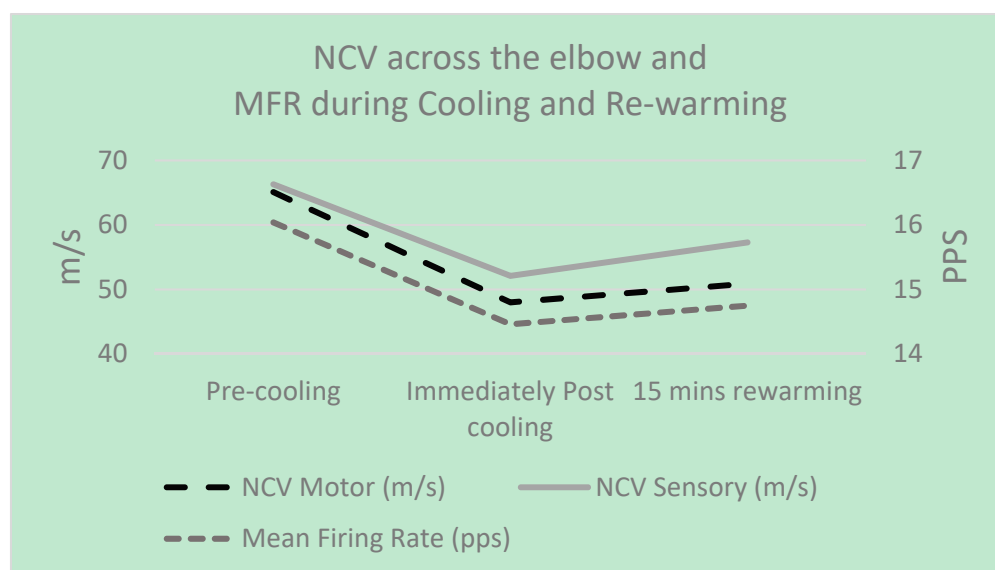 NCV across the elbow and
MFR during Cooling and Re-warming
70
60
50
40
m/s
17
16
15
14
PPS
Pre-cooling
Immediately Post
cooling
15 mins rewarming
NCV Motor (m/s)
NCV Sensory (m/s)
Mean Firing Rate (pps)